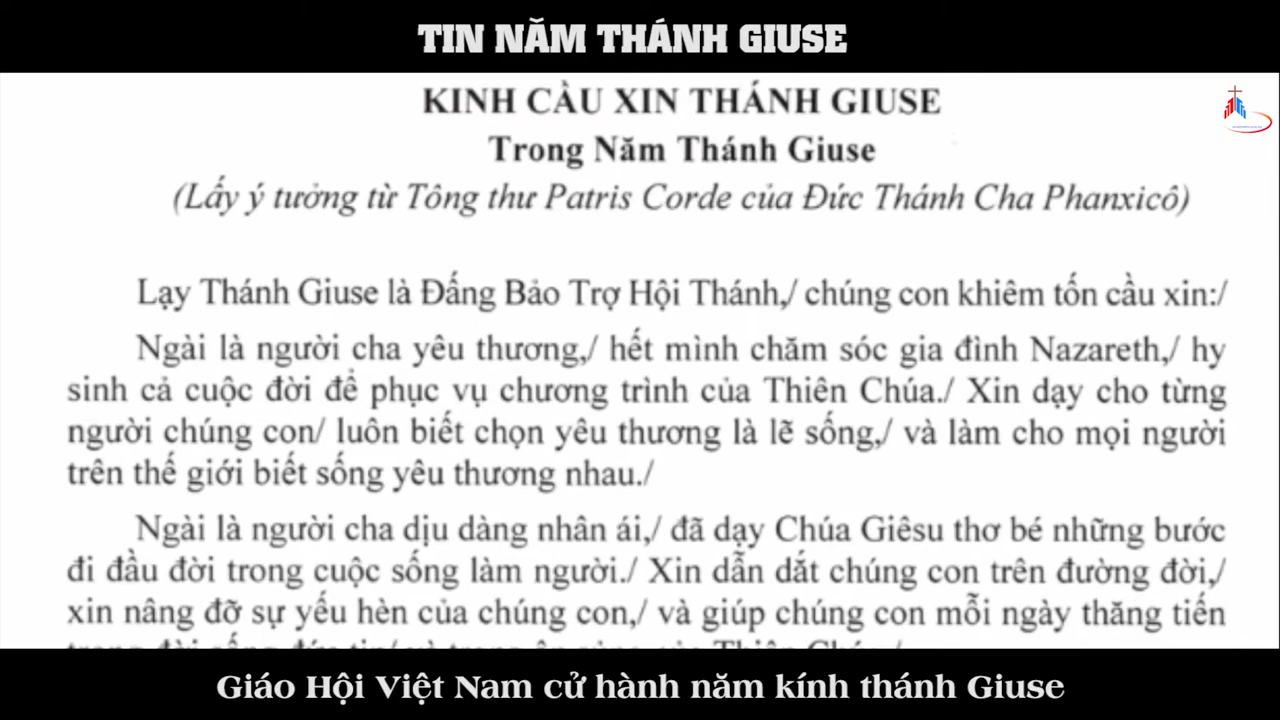 TIN NĂM THÁNH GIUSE
KINH CẦU XIN THÁNH GIUSE
Trong Năm Thánh Giuse
(Lấy ý tưởng từ Tông thư Patris Corde của Đức Thánh Cha Phanxicô)
Lạy Thánh Giuse là Đấng Bảo Trợ Hội Thánh,/ chúng con khiêm tốn cầu xin:/
Ngài là người cha yêu thương,/ hết mình chăm sóc gia đình Nazareth,/ hy
sinh cả cuộc đời để phục vụ chương trình của Thiên Chúa./ Xin dạy cho từng
người chúng con/ luôn biết chọn yêu thương là lẽ sống,/ và làm cho mọi người
trên thế giới biết sống yêu thương nhau./
Ngài là người cha dịu dàng nhân ái,/ đã dạy Chúa Giêsu thơ bé những bước
đi đầu đời trong cuộc sống làm người./ Xin dẫn dắt chúng con trên đường đời,/
xin nâng đỡ sự yếu hèn của chúng con,/ và giúp chúng con mỗi ngày thăng tiến
Giáo Hội Việt Nam cử hành năm kính thánh Giuse